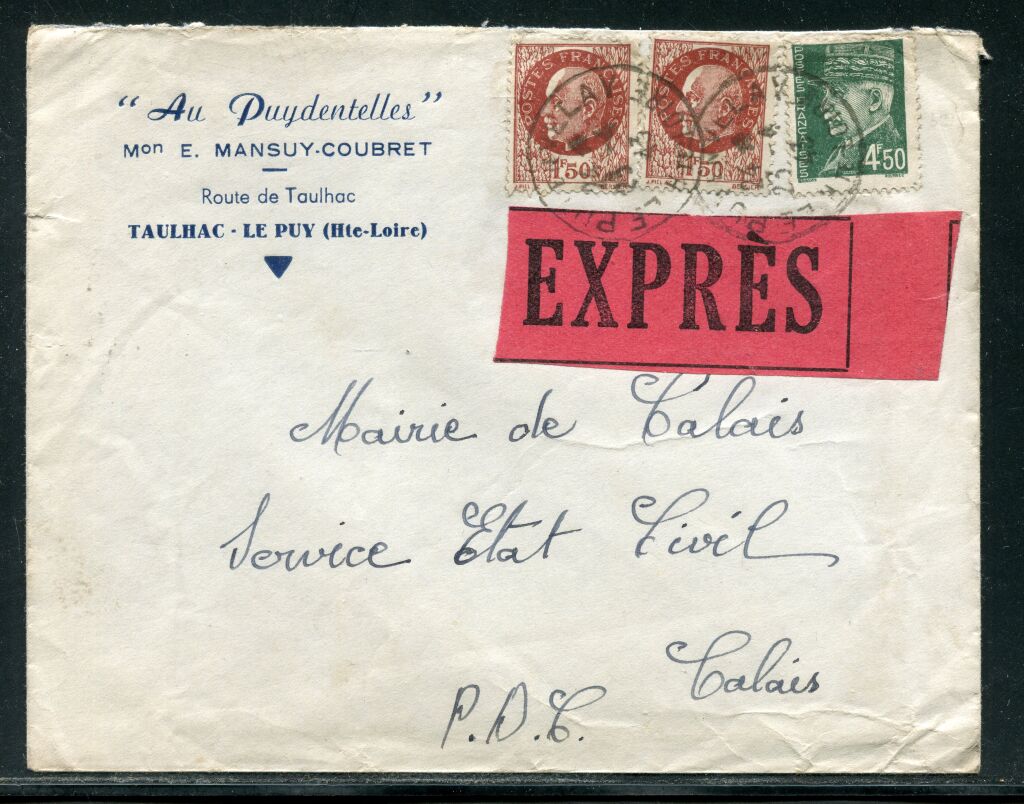 “Au Puydentelles”
Mon E. MANSUY-COUBRET
Route de Taulhac
TAULHAC - LE PUY (Hte-Loire)
POSTES FRANÇAISES
1F50
POSTES FRANÇAISES
1F50
POSTES FRANÇAISES
4F50
EXPRÈS
Mairie de Calais
Service Etat Civil
Calais
P.D.C.